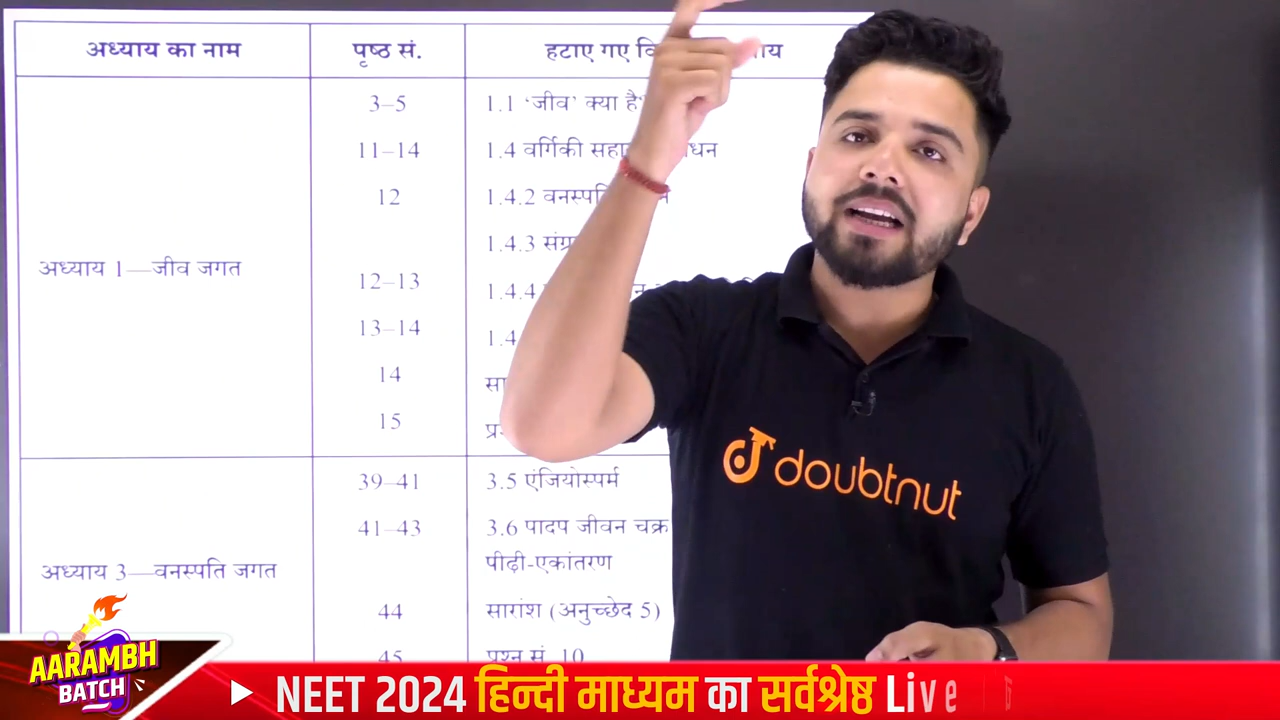 अध्याय का नाम पृष्ठ सं. हटाए गए
3–5 1.1 ‘जीव’ क्या है
11–14 1.4 वर्गिकी
12 1.4.2
1.4.3
अध्याय 1—जीव जगत
12–13 1.4.4
13–14 1.4
14
15
39–41 3.5 एंजियोस्पर्म
41–43 3.6 पादप जीवन चक्र
पीढ़ी-एकांतरण
अध्याय 3—वनस्पति जगत
44 सारांश (अनुच्छेद 5)
45 प्रश्न सं. 10
doubtnut
AARAMBH
BATCH
NEET 2024 हिन्दी माध्यम का सर्वश्रेष्ठ Live